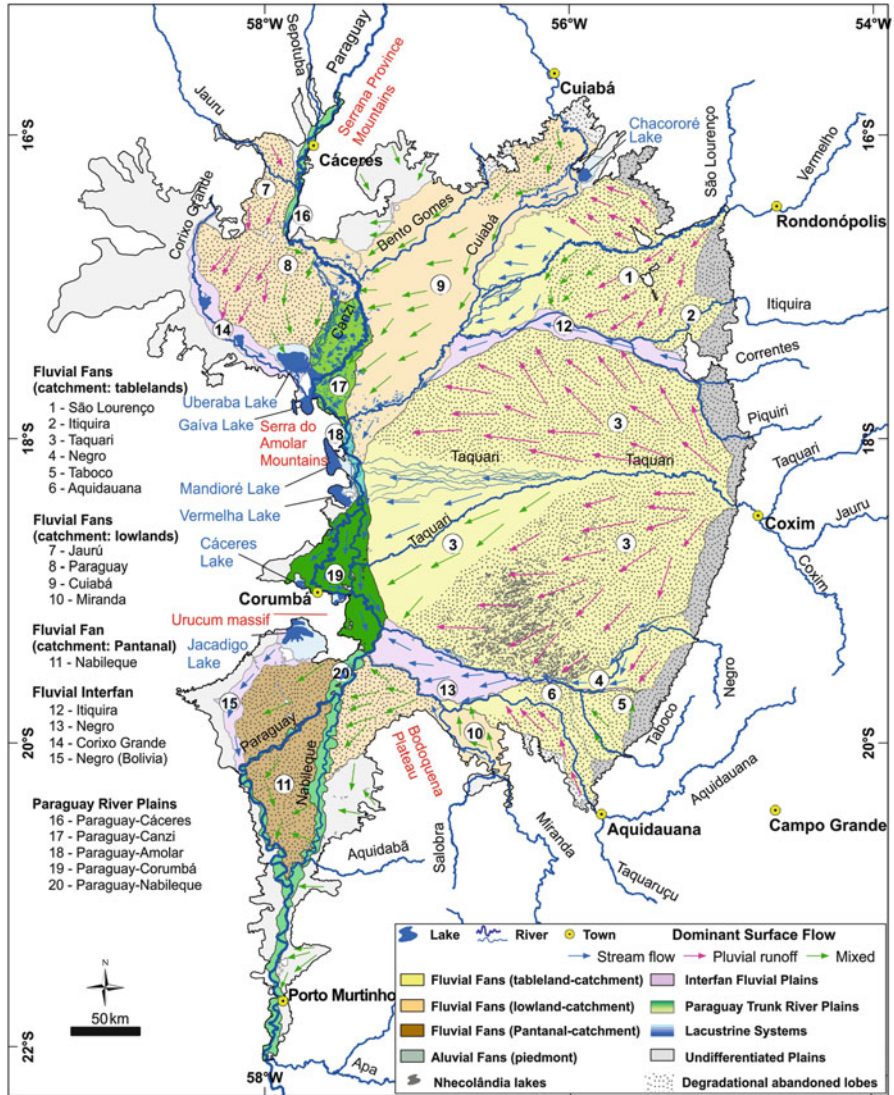 58°W
56°W
54°W
Sepotuba
Paraguay
Serrana Province
Mountains
Jauru
Cuiabá
Chacororé
Lake
São Lourenço
Vermelho
16°S
16°S
Cáceres
Rondonópolis
7
16
Corixo Grande
Bento Gomes
Cuiabá
8
9
1
Itiquira
2
Canzi
14
12
Correntes
Fluvial Fans
(catchment: tablelands)
1 - São Lourenço
2 - Itiquira
3 - Taquari
4 - Negro
5 - Taboco
6 - Aquidauana
Fluvial Fans
(catchment: lowlands)
7 - Jaurú
8 - Paraguay
9 - Cuiabá
10 - Miranda
Fluvial Fan
(catchment: Pantanal)
11 - Nabileque
Fluvial Interfan
12 - Itiquira
13 - Negro
14 - Corixo Grande
15 - Negro (Bolivia)
Paraguay River Plains
16 - Paraguay-Cáceres
17 - Paraguay-Canzi
18 - Paraguay-Amolar
19 - Paraguay-Corumbá
20 - Paraguay-Nabileque
Uberaba Lake
17
Gaiva Lake
Serra do
Amolar
Mountains
18
3
Piquiri
18°S
Taquari
Taquari
Taquari
Mandioré Lake
Vermelha Lake
Coxim
Jauru
Coxim
Cáceres
Lake
Taquari
3
3
19
Corumbá
Urucum massif
Jacadigo
Lake
20
4
Negro
15
13
6
5
Taboco
Paraguay
10
20°S
20°S
Bodoquena
Plateau
11
Nabileque
Aquidauana
Aquidauana
Campo Grande
Miranda
Salobra
Aquidabã
Taquaruçu
N
50 km
Porto Murtinho
22°S
58°W
Apa
Lake
River
Town
Dominant Surface Flow
Stream flow
Pluvial runoff
Mixed
Fluvial Fans (tableland-catchment)
Interfan Fluvial Plains
Fluvial Fans (lowland-catchment)
Paraguay Trunk River Plains
Fluvial Fans (Pantanal-catchment)
Lacustrine Systems
Aluvial Fans (piedmont)
Undifferentiated Plains
Nhecolândia lakes
Degradational abandoned lobes